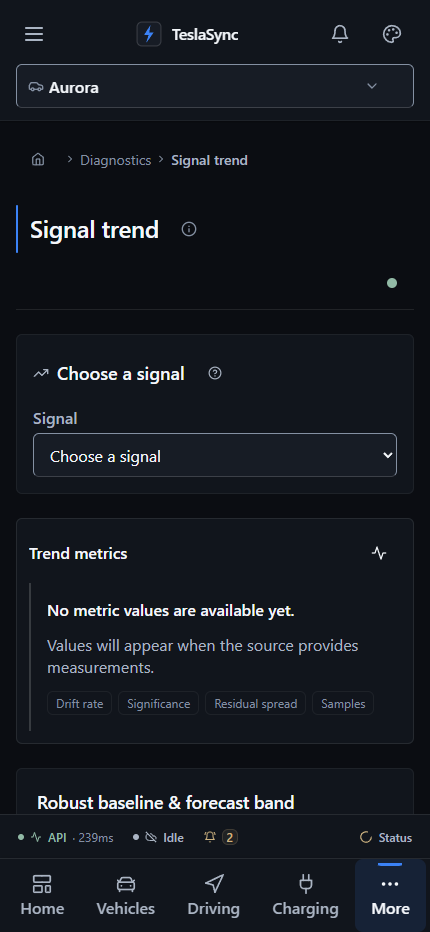 TeslaSync
Aurora
Diagnostics
Signal trend
Signal trend
Choose a signal
Signal
Choose a signal
Trend metrics
No metric values are available yet.
Values will appear when the source provides
measurements.
Drift rate Significance Residual spread Samples
Robust baseline & forecast band
API · 239ms Idle 2 Status
Home Vehicles Driving Charging More